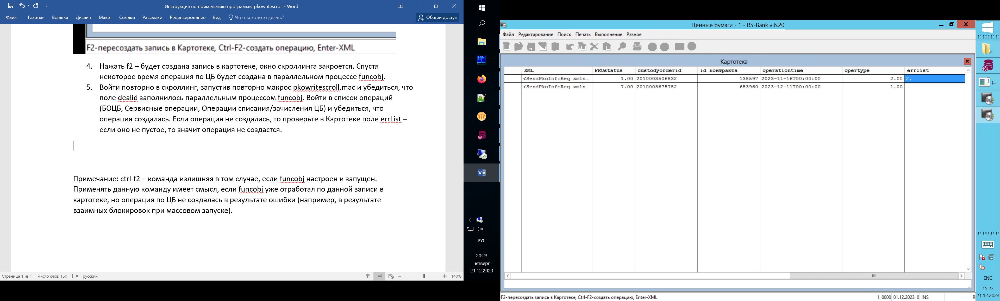 Инструкция по применению программы pkowritescroll - Word
Файл Главная Вставка Дизайн Макет Ссылки Рассылки Рецензирование Вид Что вы хотите сделать? Общий доступ
F2-пересоздать запись в Картотеке, Ctrl-F2-создать операцию, Enter-XML
4. Нажать f2 – будет создана запись в картотеке, окно скроллинга закроется. Спустя
некоторое время операция по ЦБ будет создана в параллельном процессе funcobj.
5. Войти повторно в скроллинг, запустив повторно макрос pkowritescroll.mac и убедиться, что
поле dealid заполнилось параллельным процессом funcobj. Войти в список операций
(БОЦБ, Сервисные операции, Операции списания/зачисления ЦБ) и убедиться, что
операция создалась. Если операция не создалась, то проверьте в Картотеке поле errList –
если оно не пустое, то значит операция не создастся.
Примечание: ctrl-f2 – команда излишняя в том случае, если funcobj настроен и запущен.
Применять данную команду имеет смысл, если funcobj уже отработал по данной записи в
картотеке, но операция по ЦБ не создалась в результате ошибки (например, в результате
взаимных блокировок при массовом запуске).
Страница 1 из 1 Число слов: 150 русский 140%
РУС
20:23
четверг
21.12.2023
Ценные бумаги - 1 - RS-Bank v.6.20
Файл Редактирование Поиск Печать Выполнение Разное
Картотека
XML PKOstatus custodyorderid id контракта operationtime opertype errlist
<SendPkoInfoReq xmln... 1.00 2010003506832 138597 2023-11-16T00:00:00 2.00 2,
<SendPkoInfoReq xmln... 7.00 2010003675752 653960 2023-12-11T00:00:00 1.00
F2-пересоздать запись в Картотеке, Ctrl-F2-создать операцию, Enter-XML 1 0000 01.12.2023 0 INS R
{...
ENG
15:23
21.12.2023